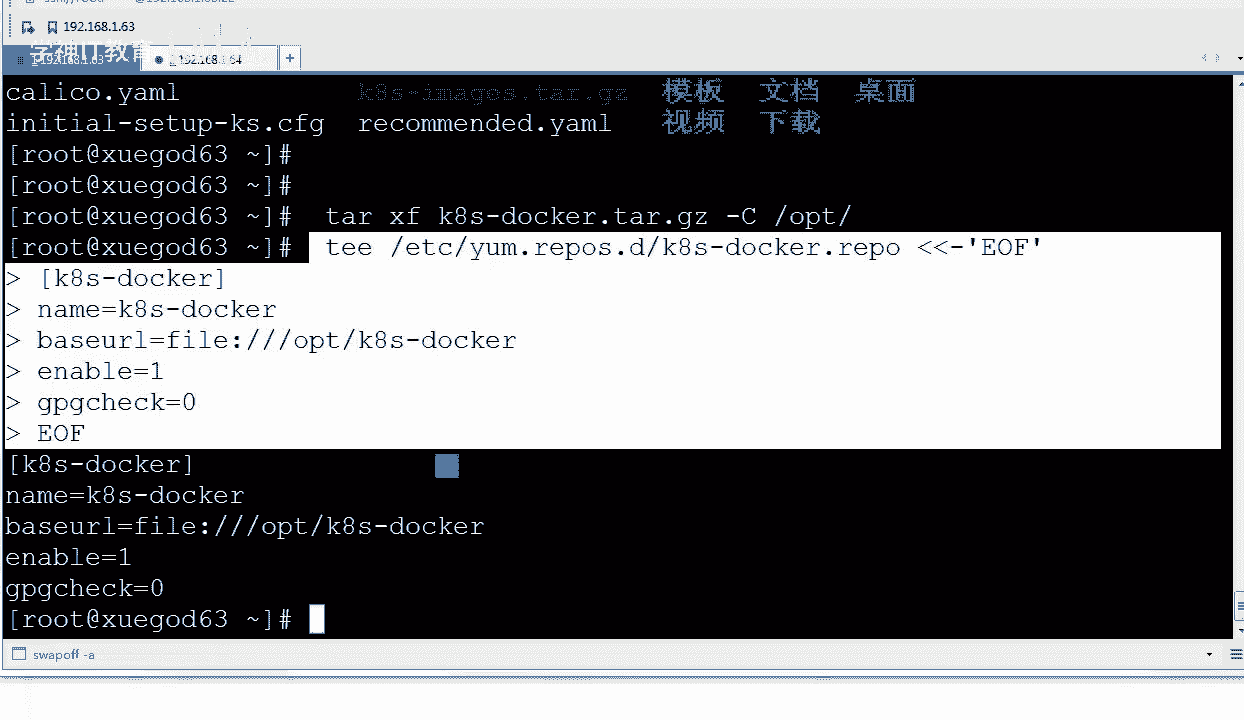 192.168.1.63
学神IT教育
192.168.1.64
calico.yaml k8s-images.tar.gz 模板 文档 桌面
initial-setup-ks.cfg recommended.yaml 视频 下载
[root@xuegod63 ~]#
[root@xuegod63 ~]#
[root@xuegod63 ~]# tar xf k8s-docker.tar.gz -C /opt/
[root@xuegod63 ~]# tee /etc/yum.repos.d/k8s-docker.repo <<-'EOF'
> [k8s-docker]
> name=k8s-docker
> baseurl=file:///opt/k8s-docker
> enable=1
> gpgcheck=0
> EOF
[k8s-docker]
name=k8s-docker
baseurl=file:///opt/k8s-docker
enable=1
gpgcheck=0
[root@xuegod63 ~]#
swapoff -a